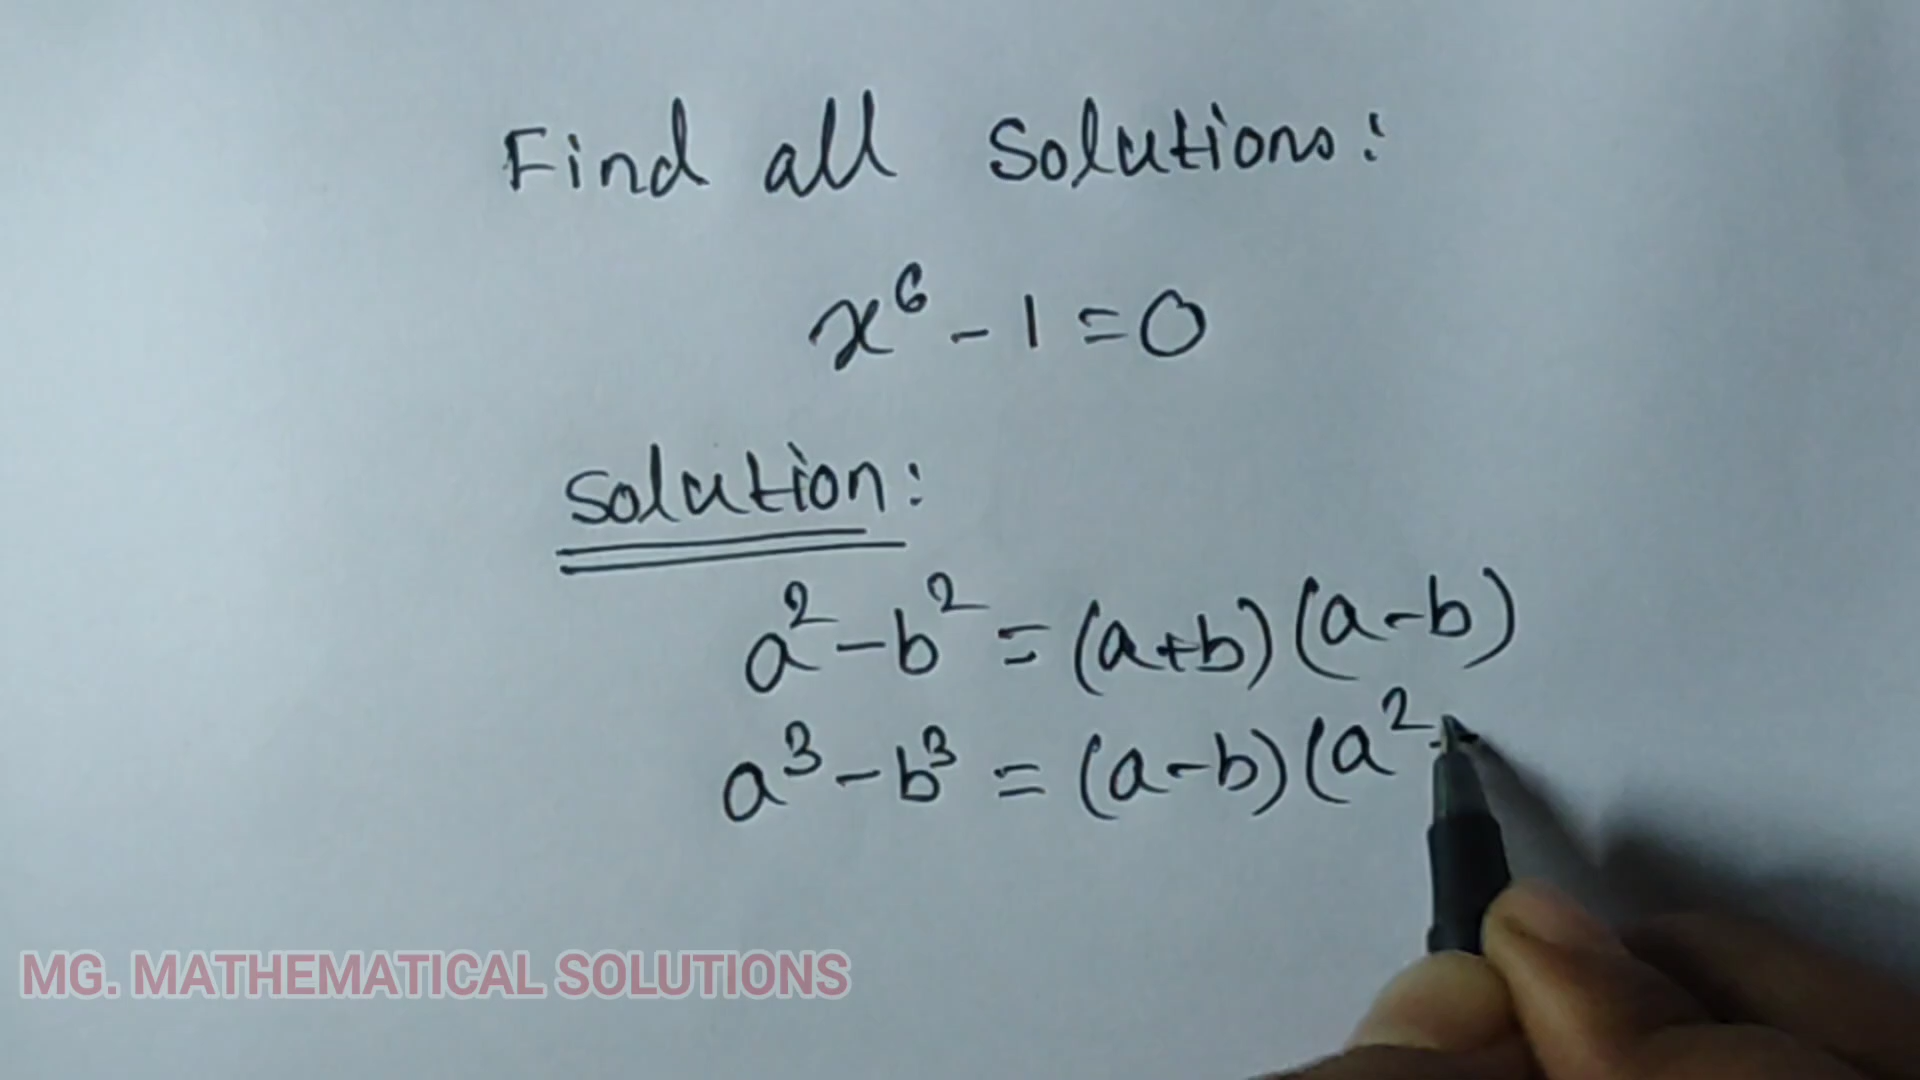 Find all Solutions:
x⁶ - 1 = 0
Solution:
a² - b² = (a+b)(a-b)
a³ - b³ = (a-b)(a²
MG. MATHEMATICAL SOLUTIONS